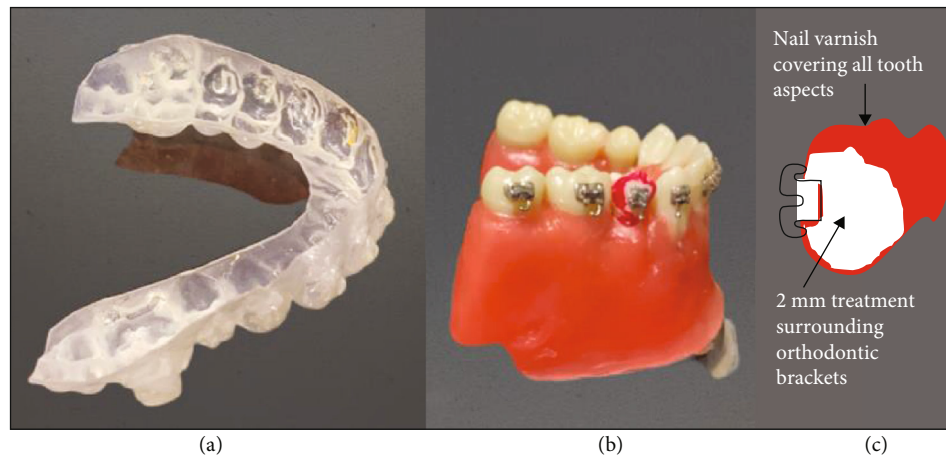 Nail varnish
covering all tooth
aspects
2 mm treatment
surrounding
orthodontic
brackets
(a)
(b)
(c)